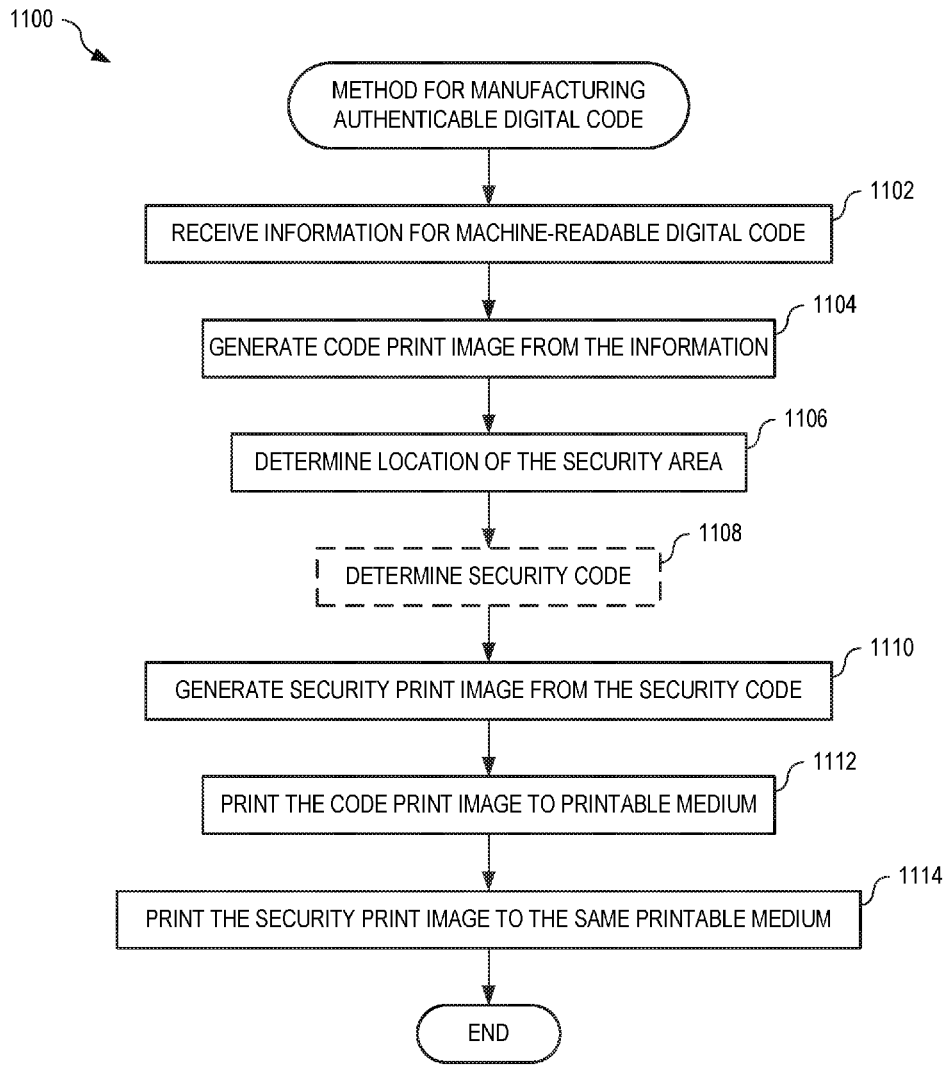 1100
METHOD FOR MANUFACTURING
AUTHENTICABLE DIGITAL CODE
1102
RECEIVE INFORMATION FOR MACHINE-READABLE DIGITAL CODE
1104
GENERATE CODE PRINT IMAGE FROM THE INFORMATION
1106
DETERMINE LOCATION OF THE SECURITY AREA
1108
DETERMINE SECURITY CODE
1110
GENERATE SECURITY PRINT IMAGE FROM THE SECURITY CODE
1112
PRINT THE CODE PRINT IMAGE TO PRINTABLE MEDIUM
1114
PRINT THE SECURITY PRINT IMAGE TO THE SAME PRINTABLE MEDIUM
END